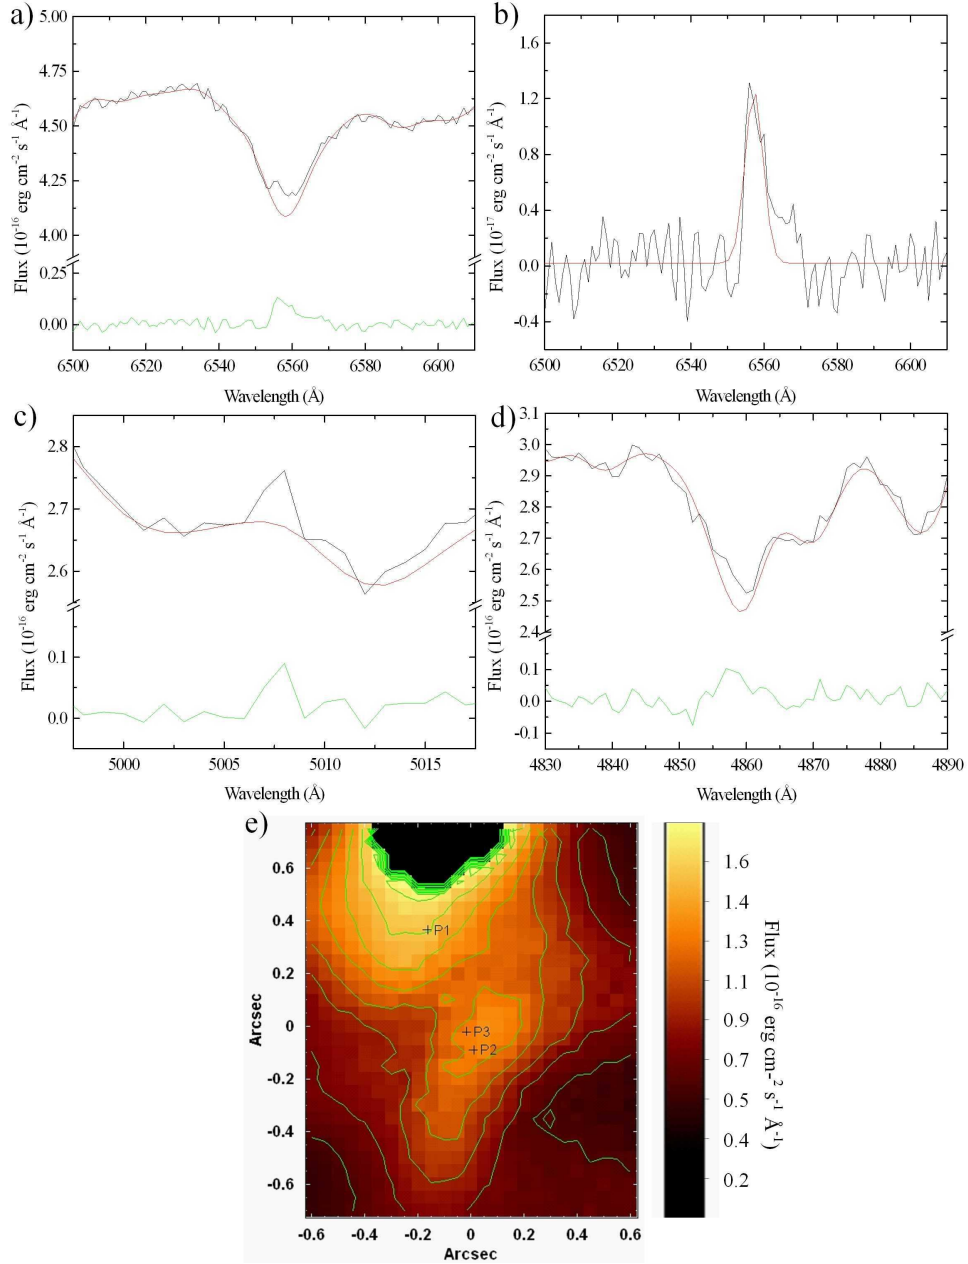 a)
5.00
4.75
4.50
4.25
4.00
0.25
0.00
Flux (10⁻¹⁶ erg cm⁻² s⁻¹ Å⁻¹)
6500 6520 6540 6560 6580 6600
Wavelength (Å)
b)
1.6
1.2
0.8
0.4
0.0
-0.4
Flux (10⁻¹⁷ erg cm⁻² s⁻¹ Å⁻¹)
6500 6520 6540 6560 6580 6600
Wavelength (Å)
c)
2.8
2.7
2.6
0.1
0.0
Flux (10⁻¹⁶ erg cm⁻² s⁻¹ Å⁻¹)
5000 5005 5010 5015
Wavelength (Å)
d)
3.1
3.0
2.9
2.8
2.7
2.6
2.5
2.4
0.1
0.0
-0.1
Flux (10⁻¹⁶ erg cm⁻² s⁻¹ Å⁻¹)
4830 4840 4850 4860 4870 4880 4890
Wavelength (Å)
e)
0.6
0.4
0.2
0
-0.2
-0.4
-0.6
Arcsec
+P1
+P3
+P2
-0.6 -0.4 -0.2 0 0.2 0.4 0.6
Arcsec
1.6
1.4
1.3
1.1
0.9
0.7
0.5
0.4
0.2
Flux (10⁻¹⁶ erg cm-² s⁻¹ Å⁻¹)